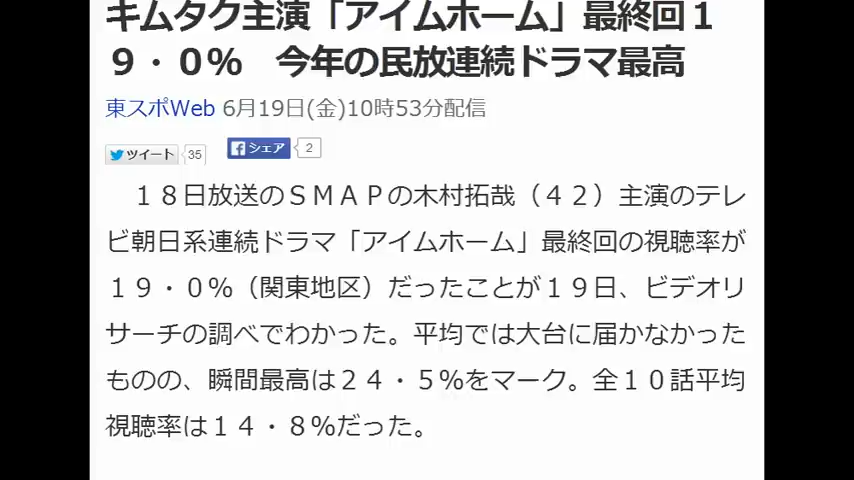 キムタク主演「アイムホーム」最終回１
９・０％　今年の民放連続ドラマ最高
東スポWeb 6月19日(金)10時53分配信
ツイート 35 シェア 2
　１８日放送のＳＭＡＰの木村拓哉（４２）主演のテレ
ビ朝日系連続ドラマ「アイムホーム」最終回の視聴率が
１９・０％（関東地区）だったことが１９日、ビデオリ
サーチの調べでわかった。平均では大台に届かなかった
ものの、瞬間最高は２４・５％をマーク。全１０話平均
視聴率は１４・８％だった。